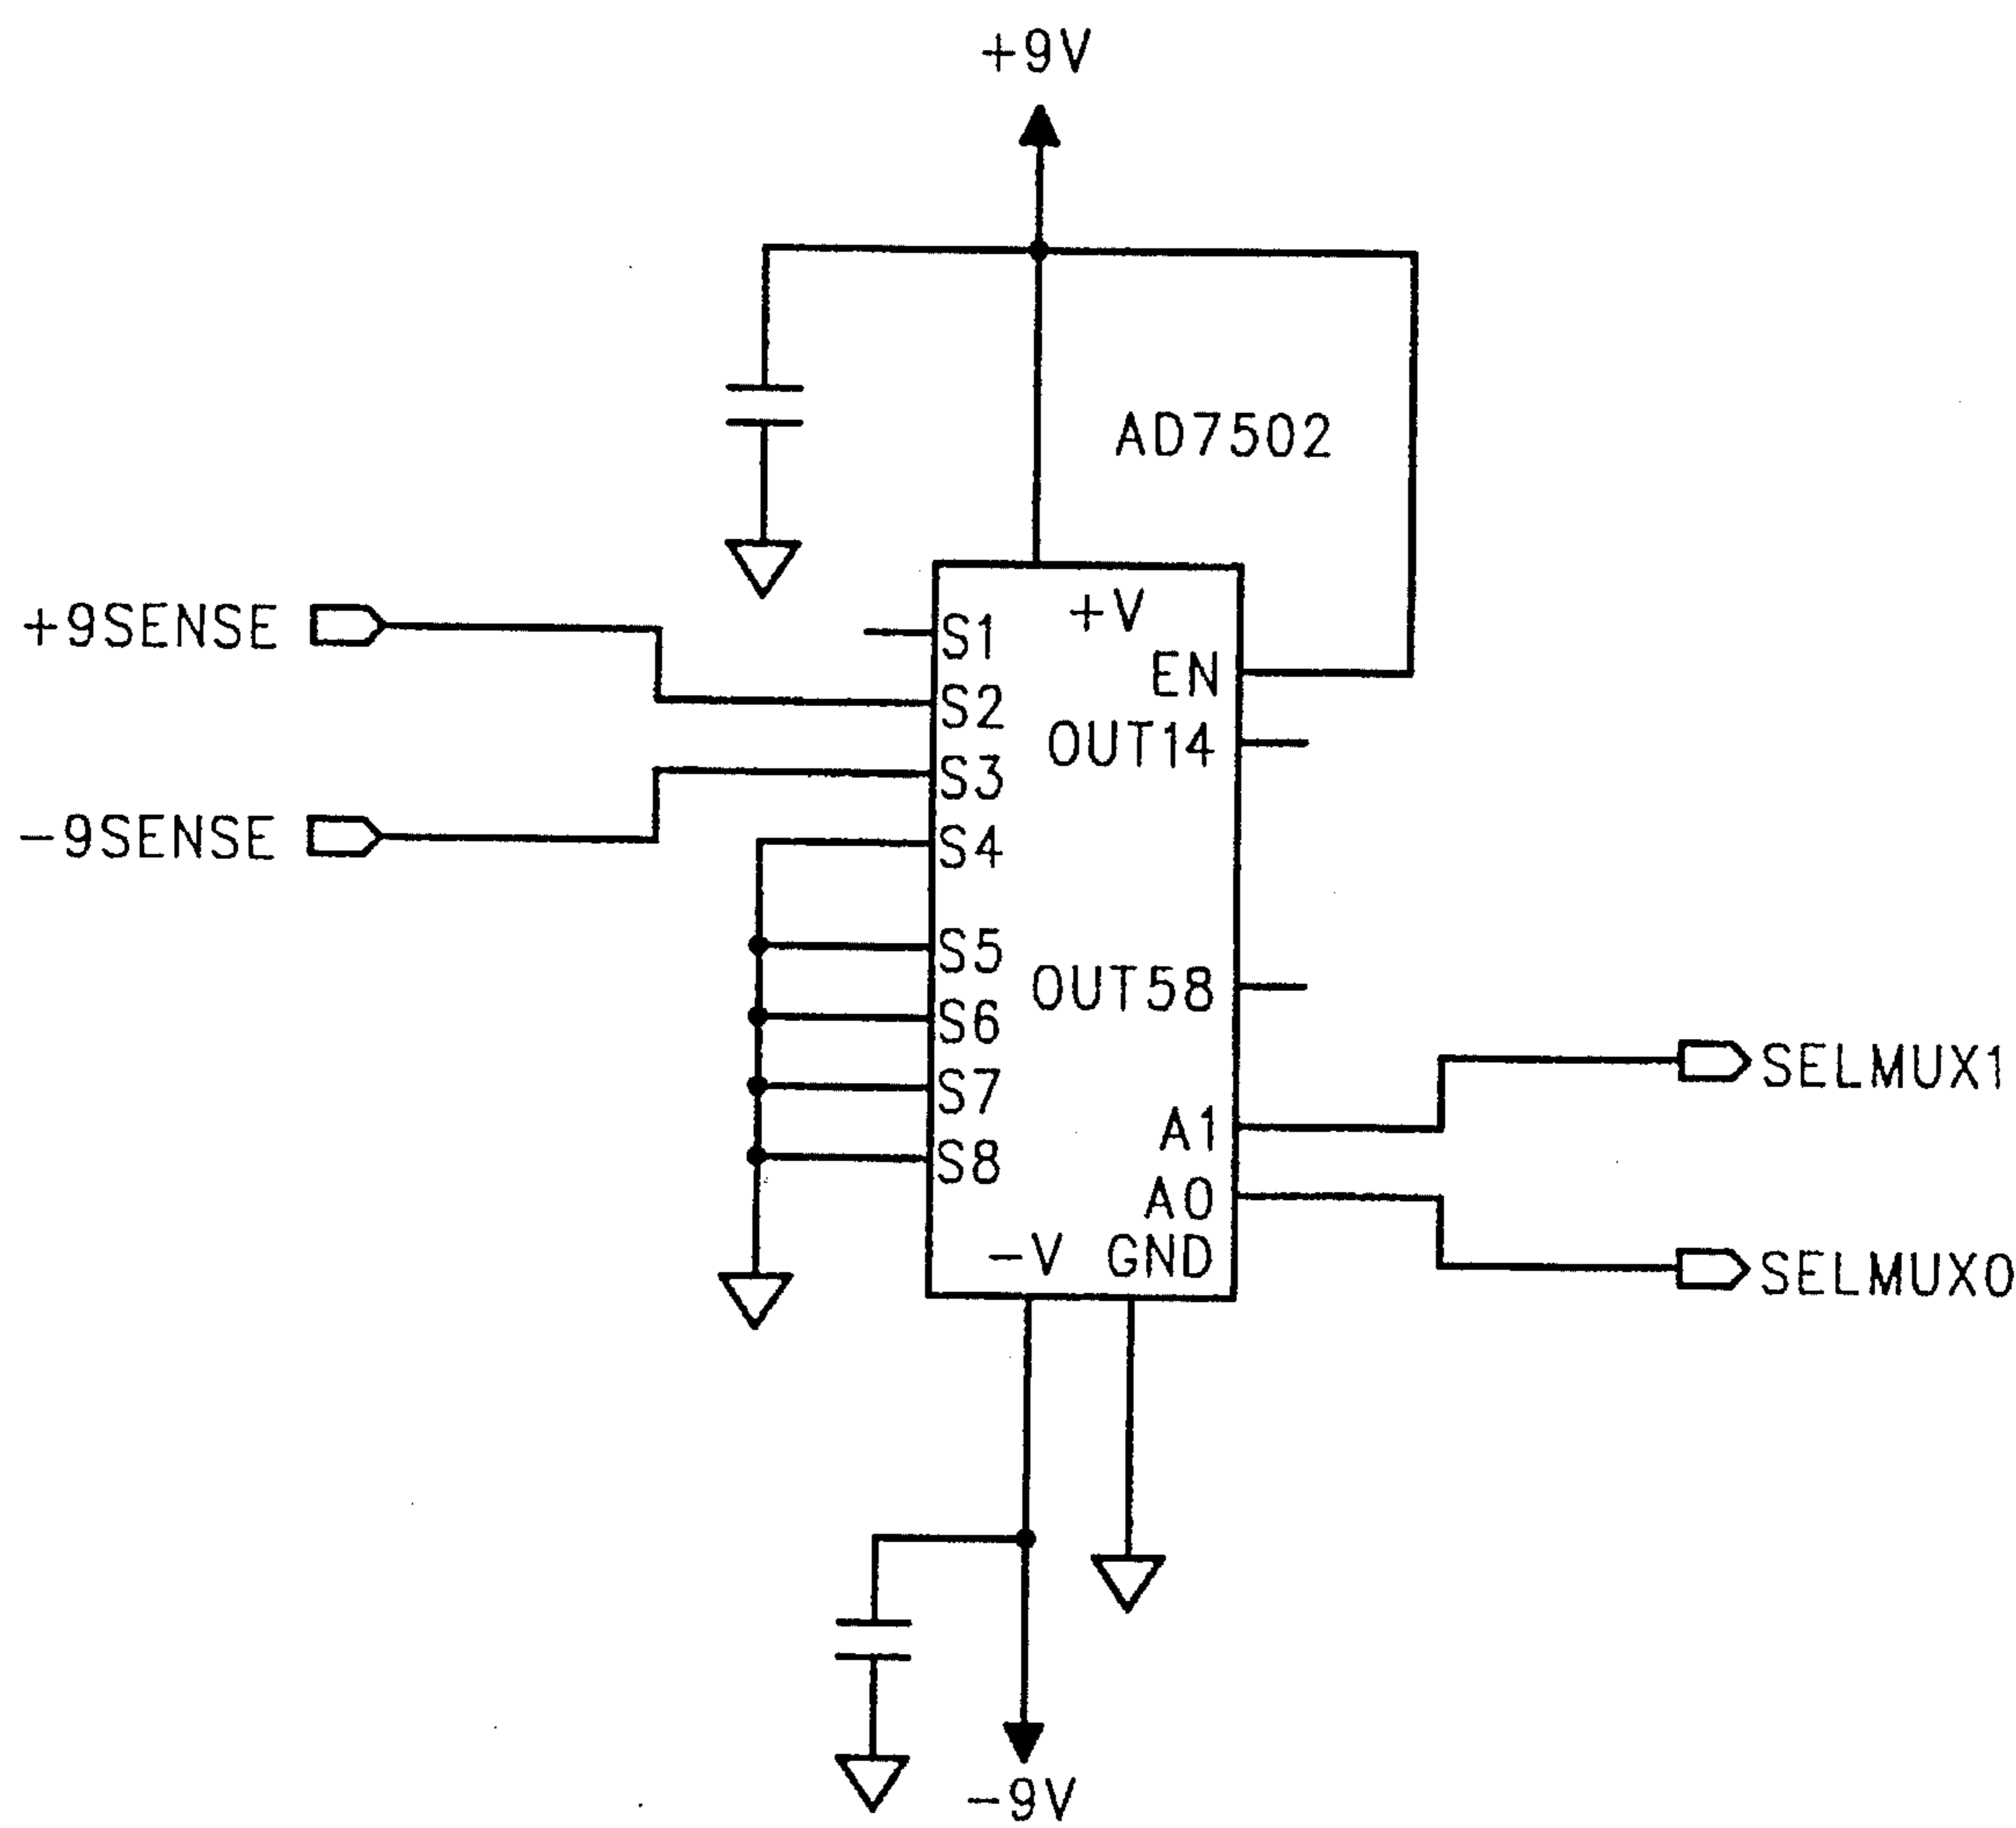 +9V
AD7502
+V
+9SENSE
S1
EN
S2
OUT14
S3
-9SENSE
S4
S5
OUT58
S6
SELMUX1
S7
A1
S8
A0
-V GND
SELMUX0
-9V